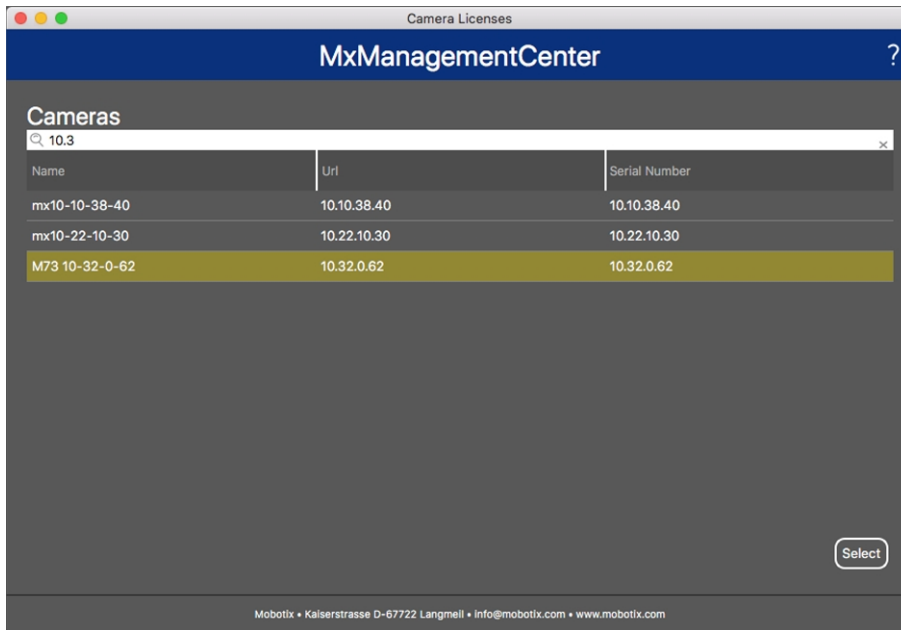 Camera Licenses
MxManagementCenter ?
Cameras
10.3
Name Url Serial Number
mx10-10-38-40 10.10.38.40 10.10.38.40
mx10-22-10-30 10.22.10.30 10.22.10.30
M73 10-32-0-62 10.32.0.62 10.32.0.62
Select
Mobotix • Kaiserstrasse D-67722 Langmeil • info@mobotix.com • www.mobotix.com